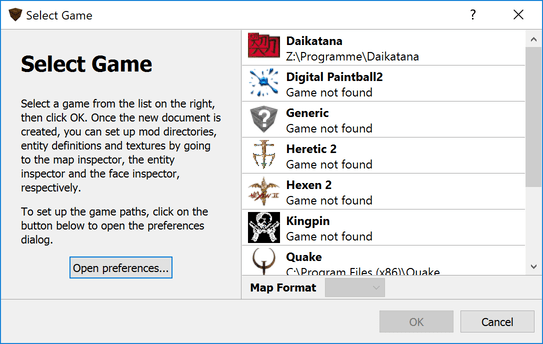 Select Game
?
Select Game
Select a game from the list on the right,
then click OK. Once the new document is
created, you can set up mod directories,
entity definitions and textures by going
to the map inspector, the entity
inspector and the face inspector,
respectively.
To set up the game paths, click on the
button below to open the preferences
dialog.
Open preferences...
Daikatana
Z:\Programme\Daikatana
Digital Paintball2
Game not found
Generic
Game not found
Heretic 2
Game not found
Hexen 2
Game not found
Kingpin
Game not found
Quake
C:\Program Files (x86)\Quake
Map Format
OK
Cancel